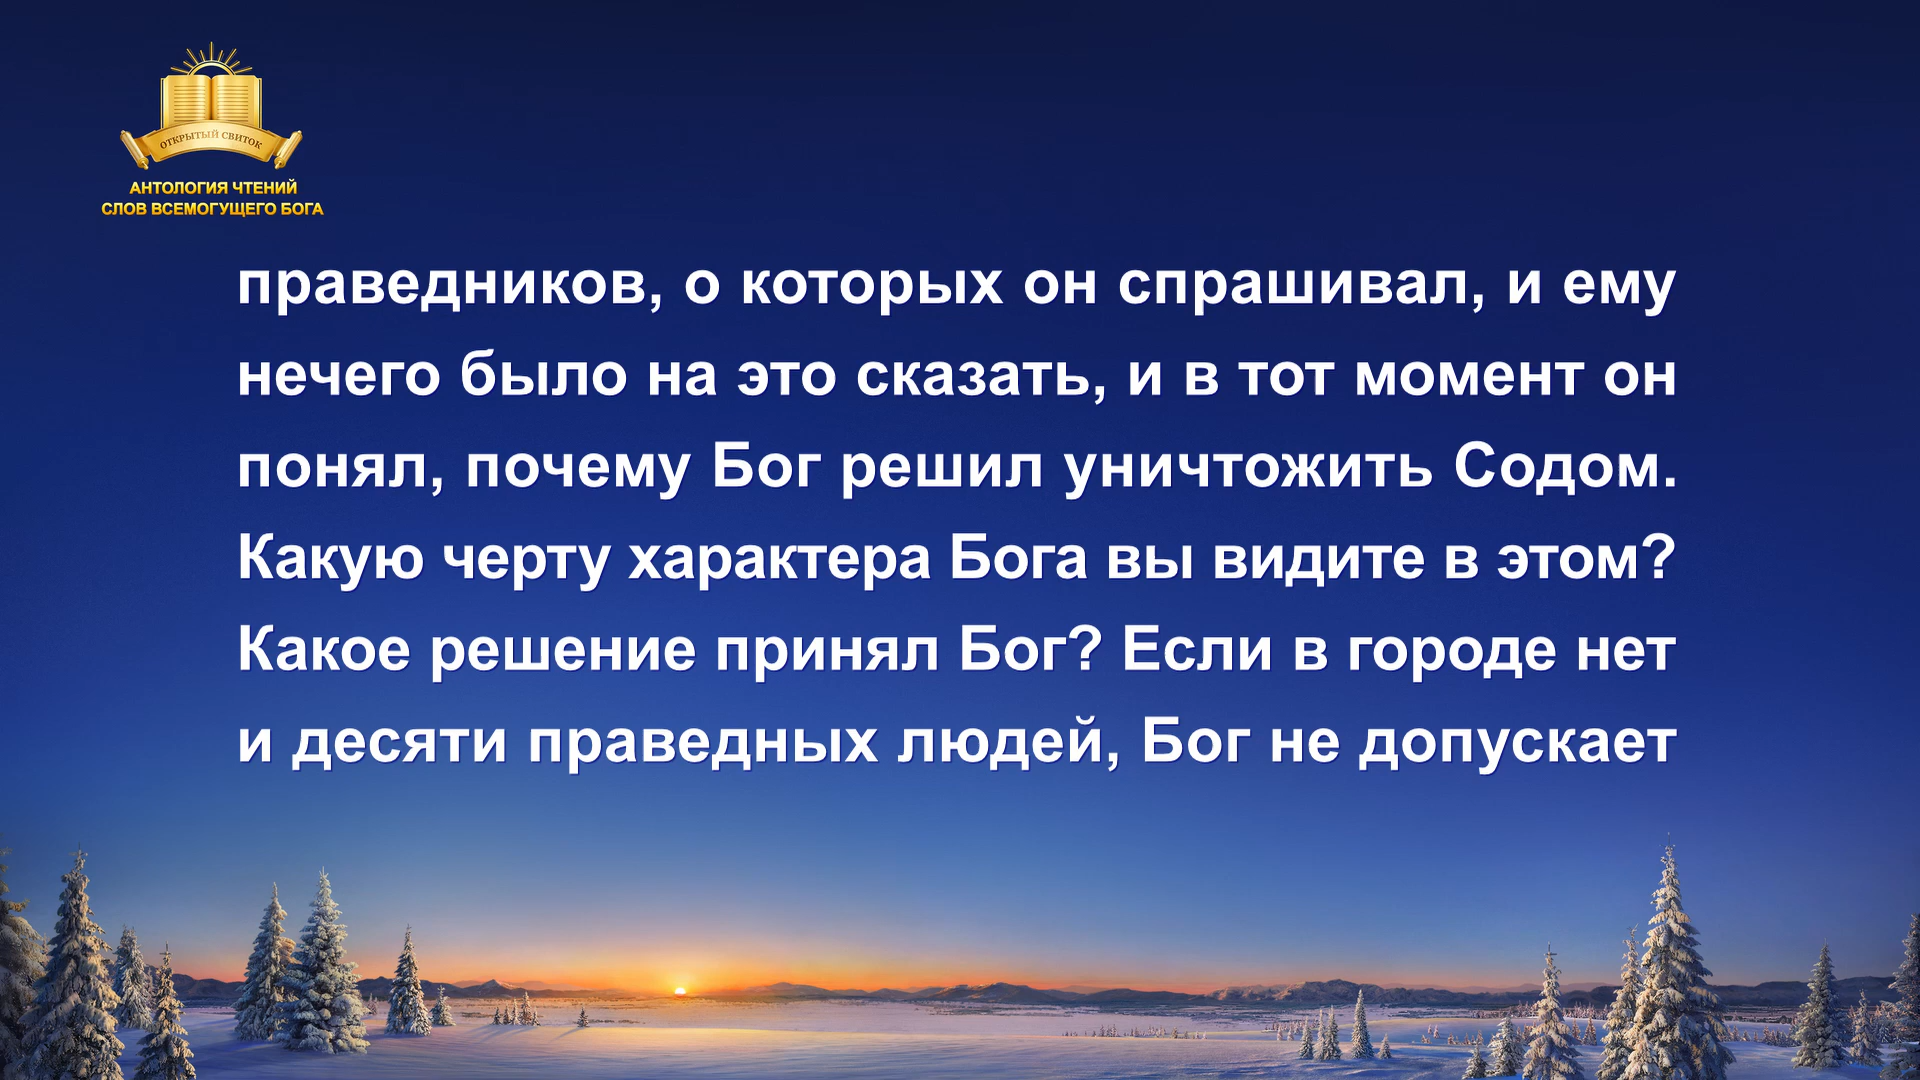 ОТКРЫТЫЙ СВИТОК
АНТОЛОГИЯ ЧТЕНИЙ
СЛОВ ВСЕМОГУЩЕГО БОГА
праведников, о которых он спрашивал, и ему
нечего было на это сказать, и в тот момент он
понял, почему Бог решил уничтожить Содом.
Какую черту характера Бога вы видите в этом?
Какое решение принял Бог? Если в городе нет
и десяти праведных людей, Бог не допускает